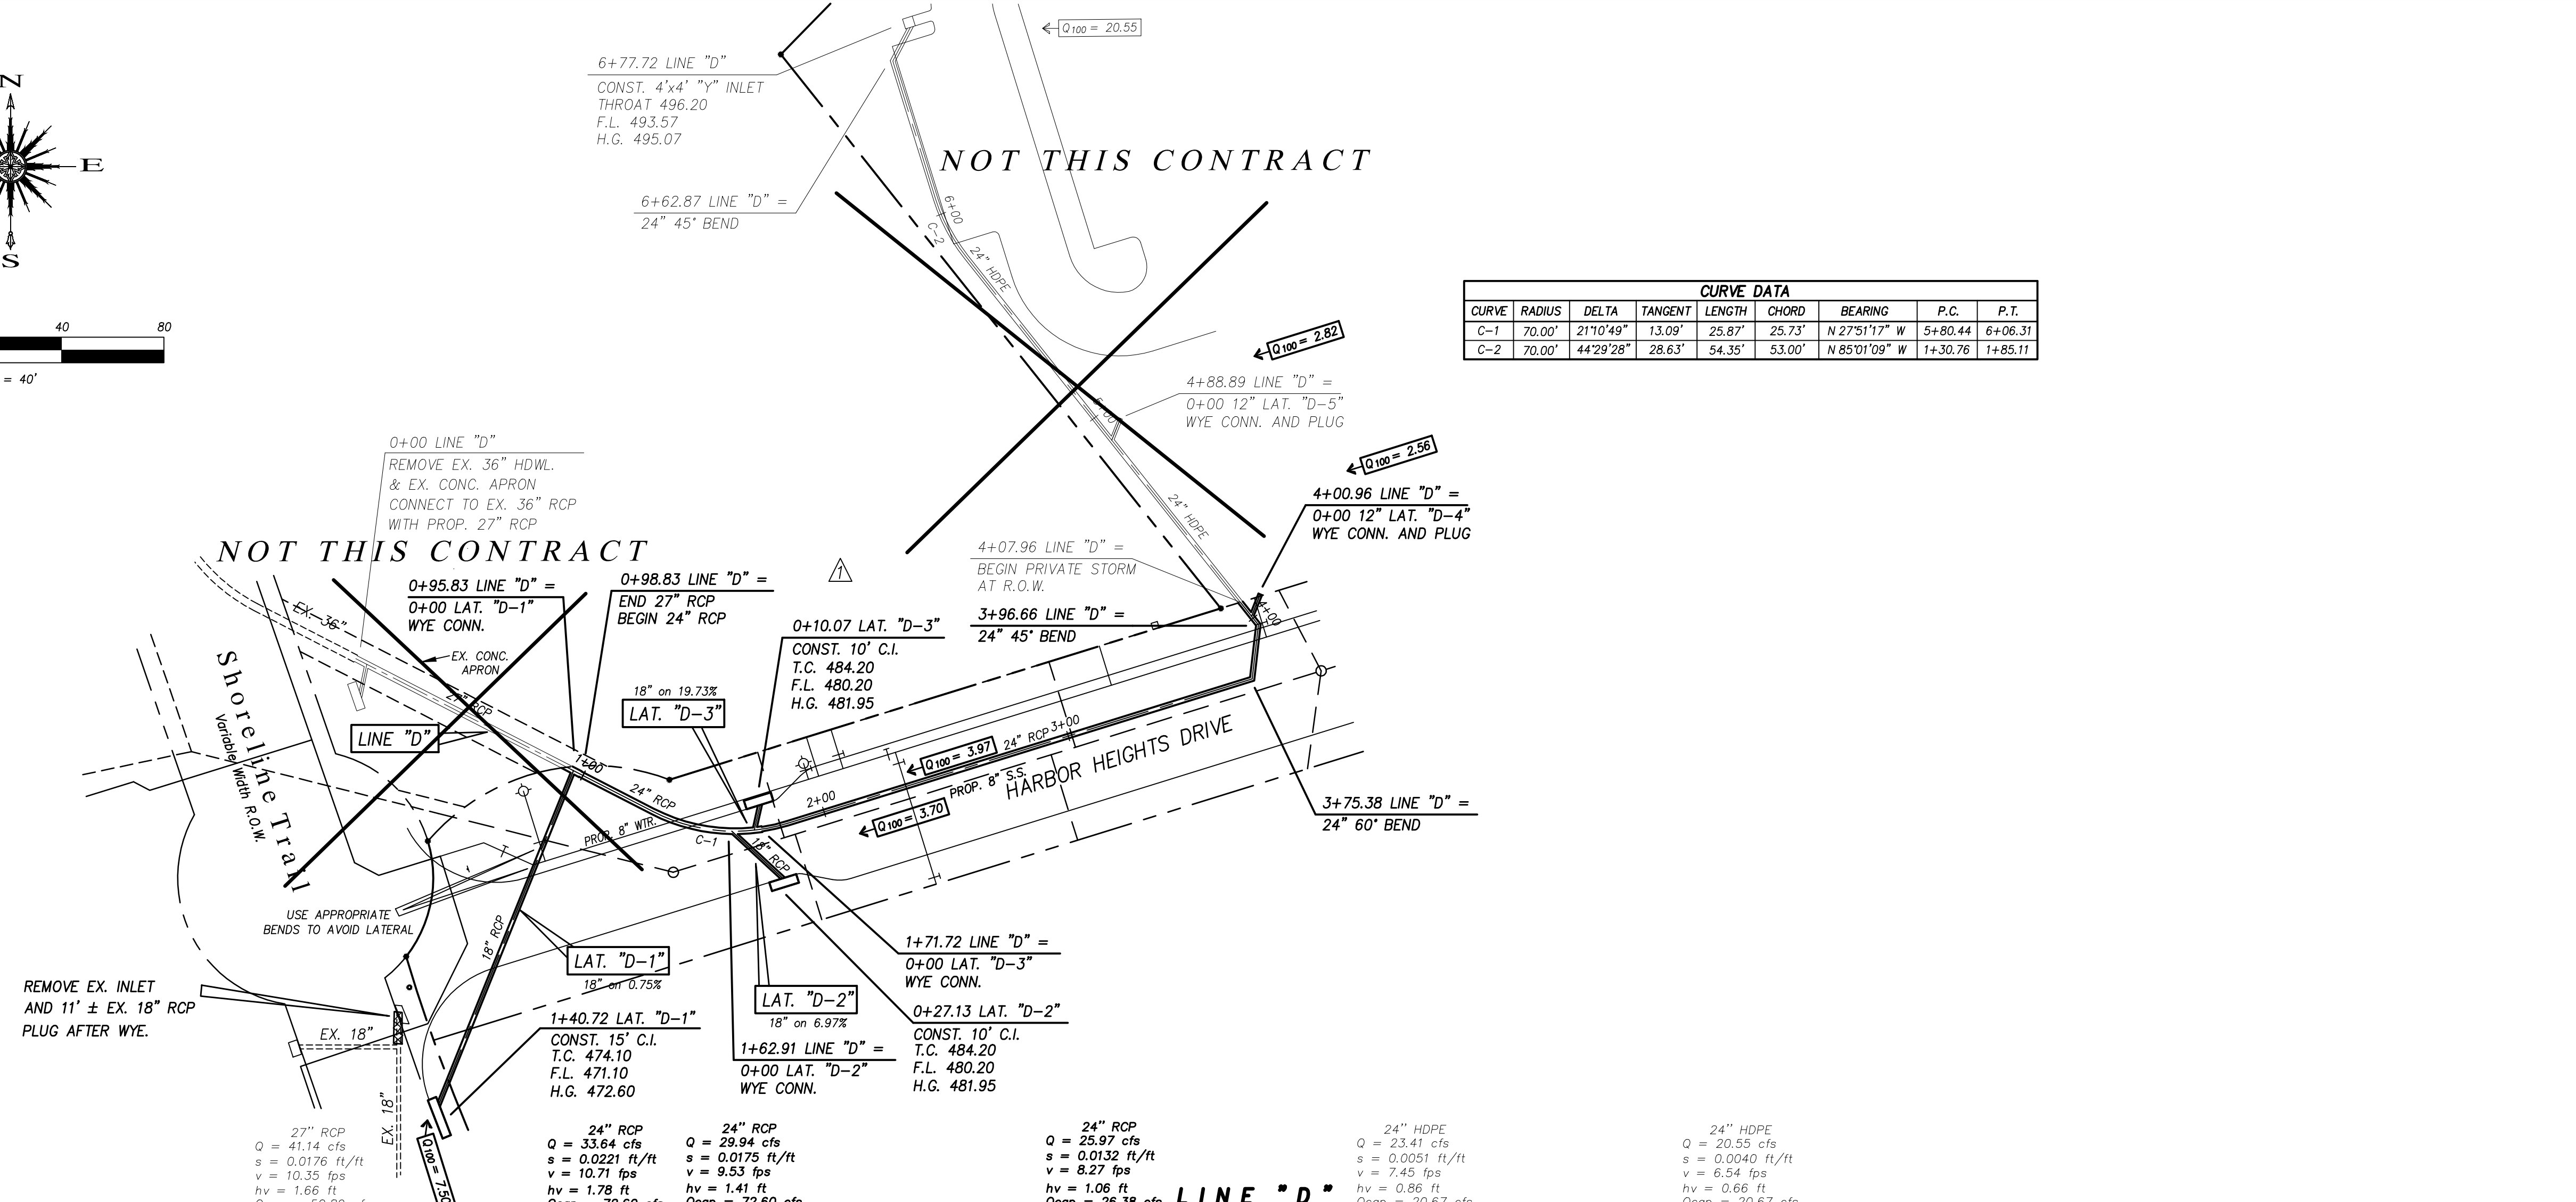 N
E
S
40 80
= 40'
Q100 = 20.55
6+77.72 LINE "D"
CONST. 4'x4' "Y" INLET
THROAT 496.20
F.L. 493.57
H.G. 495.07
NOT THIS CONTRACT
6+62.87 LINE "D" =
24" 45° BEND
6+00
C-2
24" HDPE
CURVE DATA
CURVE RADIUS DELTA TANGENT LENGTH CHORD BEARING P.C. P.T.
C-1 70.00' 21°10'49" 13.09' 25.87' 25.73' N 27°51'17" W 5+80.44 6+06.31
C-2 70.00' 44°29'28" 28.63' 54.35' 53.00' N 85°01'09" W 1+30.76 1+85.11
Q100 = 2.82
4+88.89 LINE "D" =
0+00 12" LAT. "D-5"
WYE CONN. AND PLUG
Q100 = 2.56
4+00.96 LINE "D" =
0+00 12" LAT. "D-4"
WYE CONN. AND PLUG
24" HDPE
0+00 LINE "D"
REMOVE EX. 36" HDWL.
& EX. CONC. APRON
CONNECT TO EX. 36" RCP
WITH PROP. 27" RCP
NOT THIS CONTRACT
4+07.96 LINE "D" =
BEGIN PRIVATE STORM
AT R.O.W.
3+96.66 LINE "D" =
24" 45° BEND
4+00
0+95.83 LINE "D" =
0+00 LAT. "D-1"
WYE CONN.
0+98.83 LINE "D" =
END 27" RCP
BEGIN 24" RCP
1
0+10.07 LAT. "D-3"
CONST. 10' C.I.
T.C. 484.20
F.L. 480.20
H.G. 481.95
EX. 36"
EX. CONC.
APRON
27" RCP
18" on 19.73%
LAT. "D-3"
LINE "D"
Shoreline Trail
Variable Width R.O.W.
1+00
24" RCP
PROP. 8" WTR.
C-1
18" RCP
2+00
Q100 = 3.97
24" RCP
3+00
PROP. 8" S.S.
HARBOR HEIGHTS DRIVE
Q100 = 3.70
3+75.38 LINE "D" =
24" 60° BEND
USE APPROPRIATE
BENDS TO AVOID LATERAL
18" RCP
LAT. "D-1"
18" on 0.75%
LAT. "D-2"
18" on 6.97%
1+71.72 LINE "D" =
0+00 LAT. "D-3"
WYE CONN.
REMOVE EX. INLET
AND 11' ± EX. 18" RCP
PLUG AFTER WYE.
EX. 18"
EX. 18"
1+40.72 LAT. "D-1"
CONST. 15' C.I.
T.C. 474.10
F.L. 471.10
H.G. 472.60
1+62.91 LINE "D" =
0+00 LAT. "D-2"
WYE CONN.
0+27.13 LAT. "D-2"
CONST. 10' C.I.
T.C. 484.20
F.L. 480.20
H.G. 481.95
Q100 = 7.50
27" RCP
Q = 41.14 cfs
s = 0.0176 ft/ft
v = 10.35 fps
hv = 1.66 ft
24" RCP
Q = 33.64 cfs
s = 0.0221 ft/ft
v = 10.71 fps
hv = 1.78 ft
24" RCP
Q = 29.94 cfs
s = 0.0175 ft/ft
v = 9.53 fps
hv = 1.41 ft
Qcap = 72.60 cfs
24" RCP
Q = 25.97 cfs
s = 0.0132 ft/ft
v = 8.27 fps
hv = 1.06 ft
Qcap = 26.38 cfs
LINE "D"
24" HDPE
Q = 23.41 cfs
s = 0.0051 ft/ft
v = 7.45 fps
hv = 0.86 ft
Qcap = 20.67 cfs
24" HDPE
Q = 20.55 cfs
s = 0.0040 ft/ft
v = 6.54 fps
hv = 0.66 ft
Qcap = 20.67 cfs